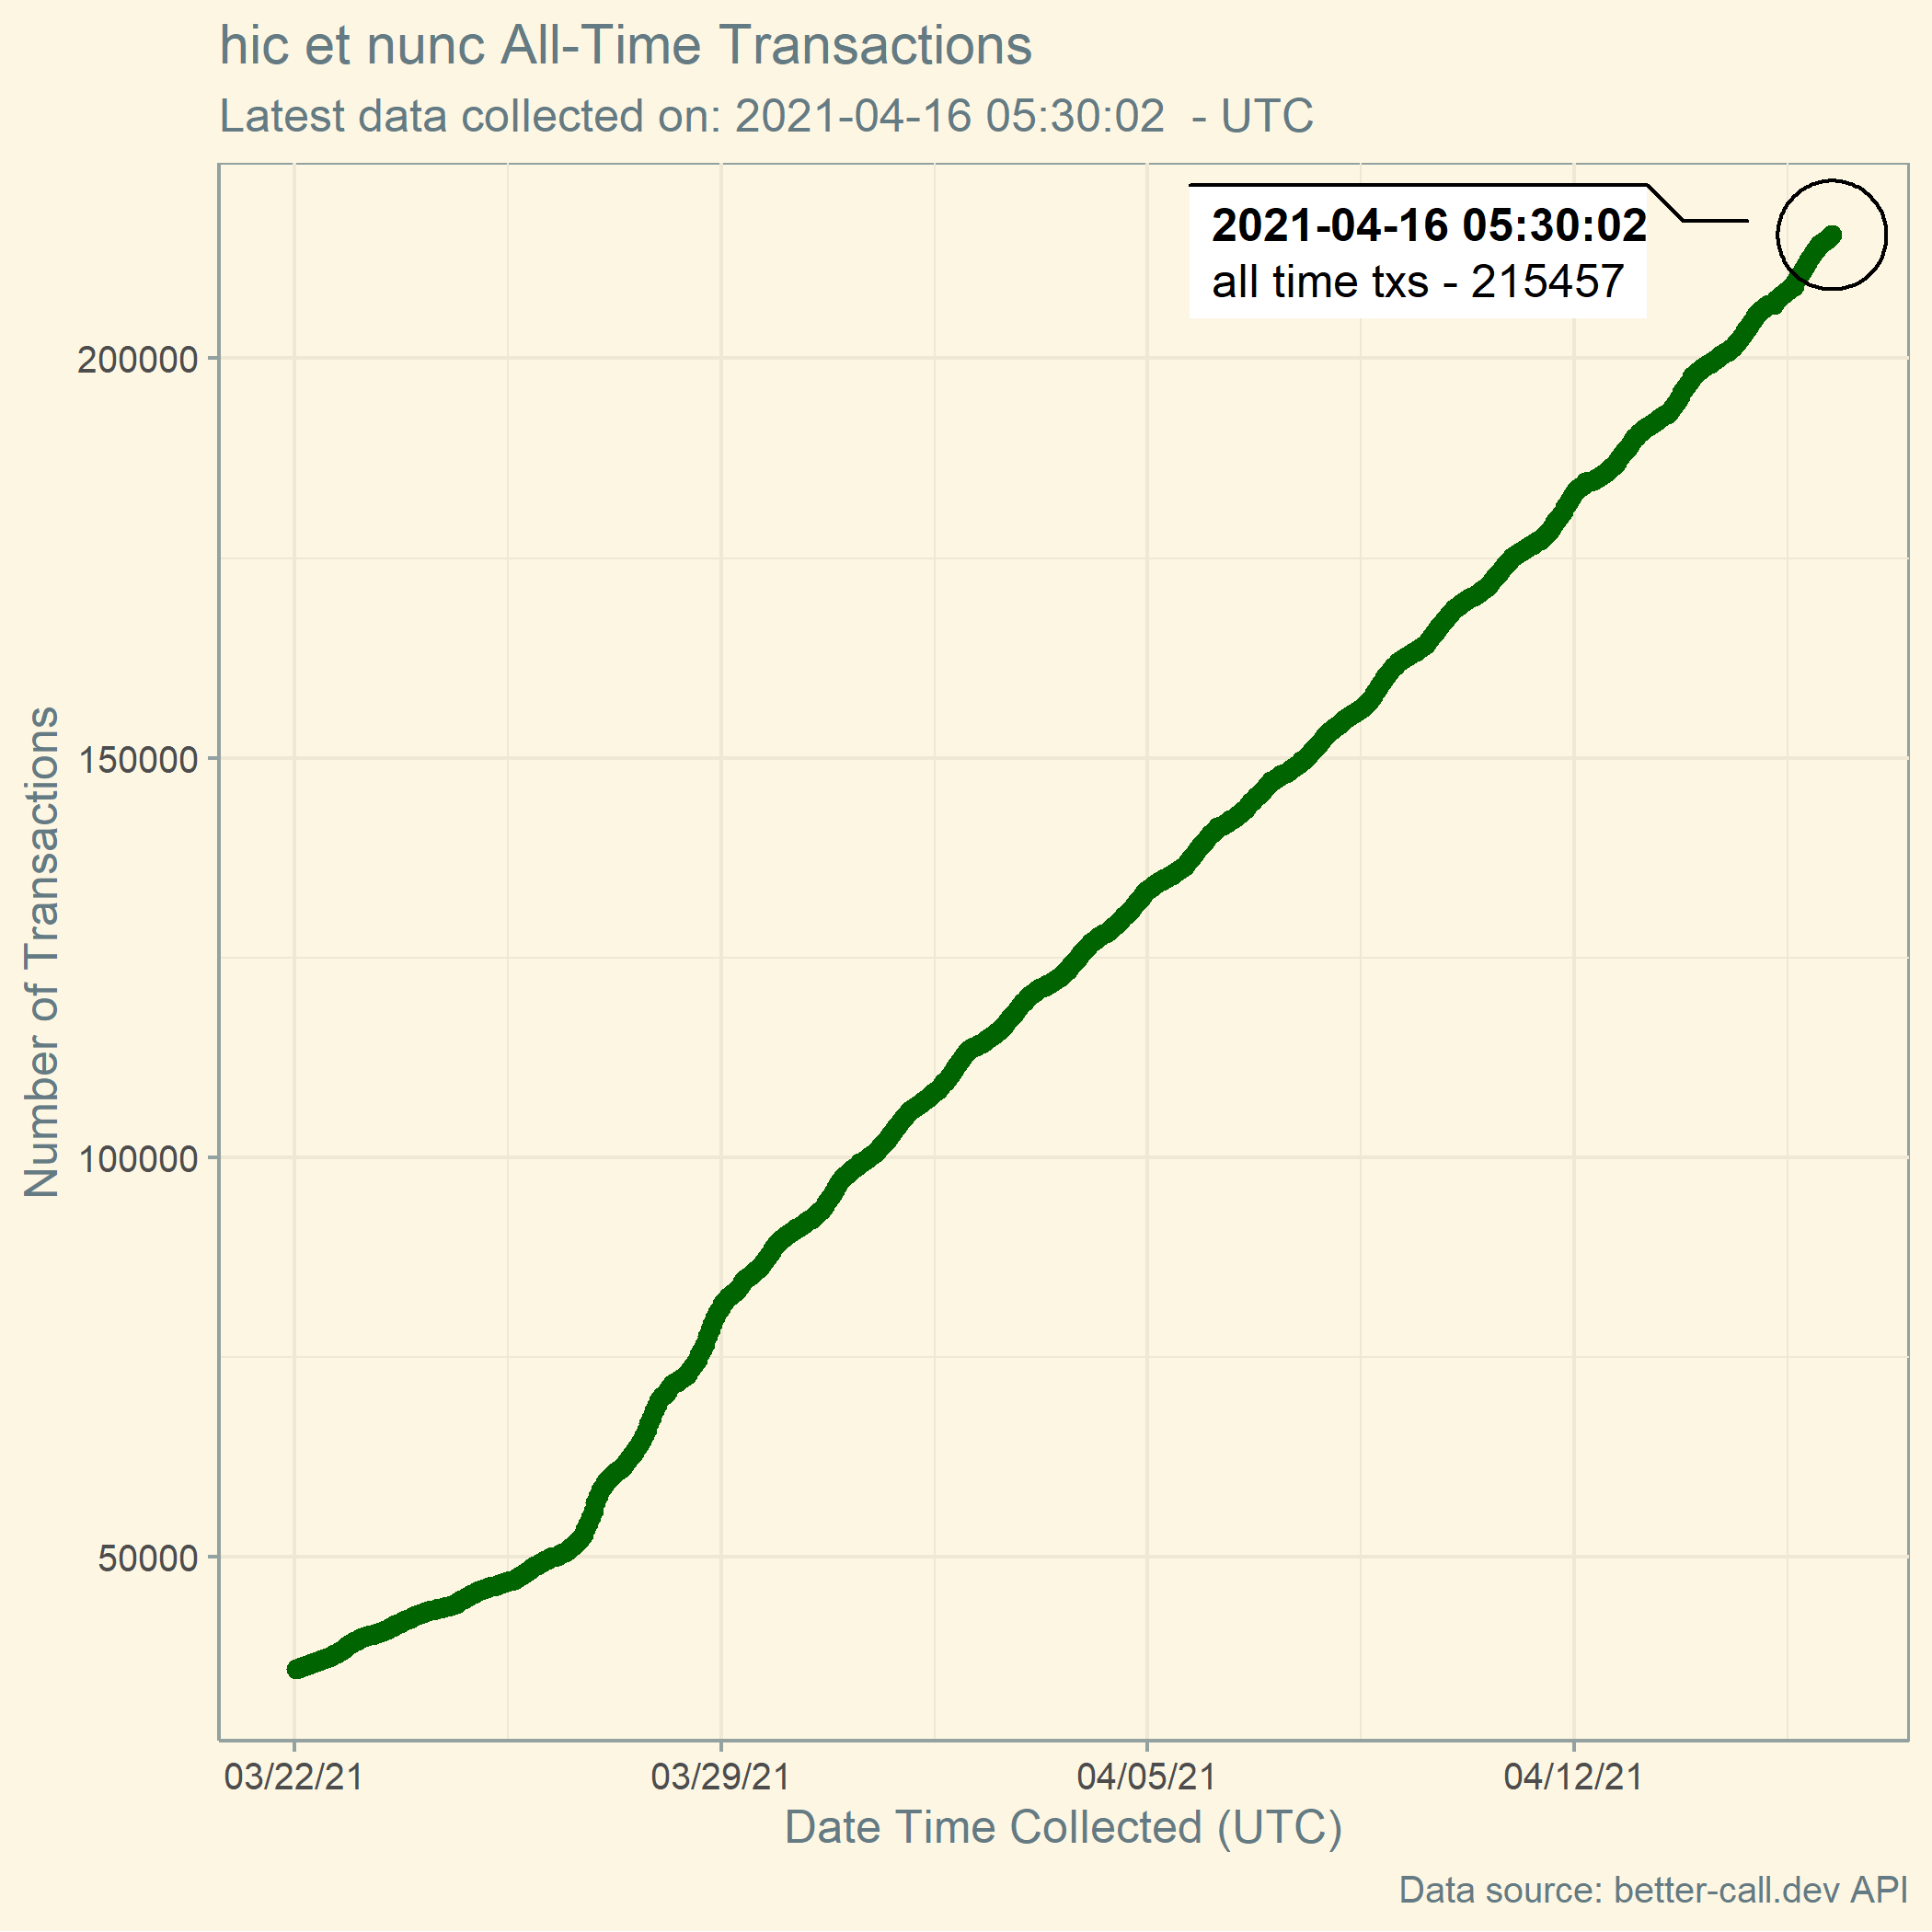 hic et nunc All-Time Transactions
Latest data collected on: 2021-04-16 05:30:02  - UTC
2021-04-16 05:30:02
all time txs - 215457
Number of Transactions
200000
150000
100000
50000
03/22/21
03/29/21
04/05/21
04/12/21
Date Time Collected (UTC)
Data source: better-call.dev API